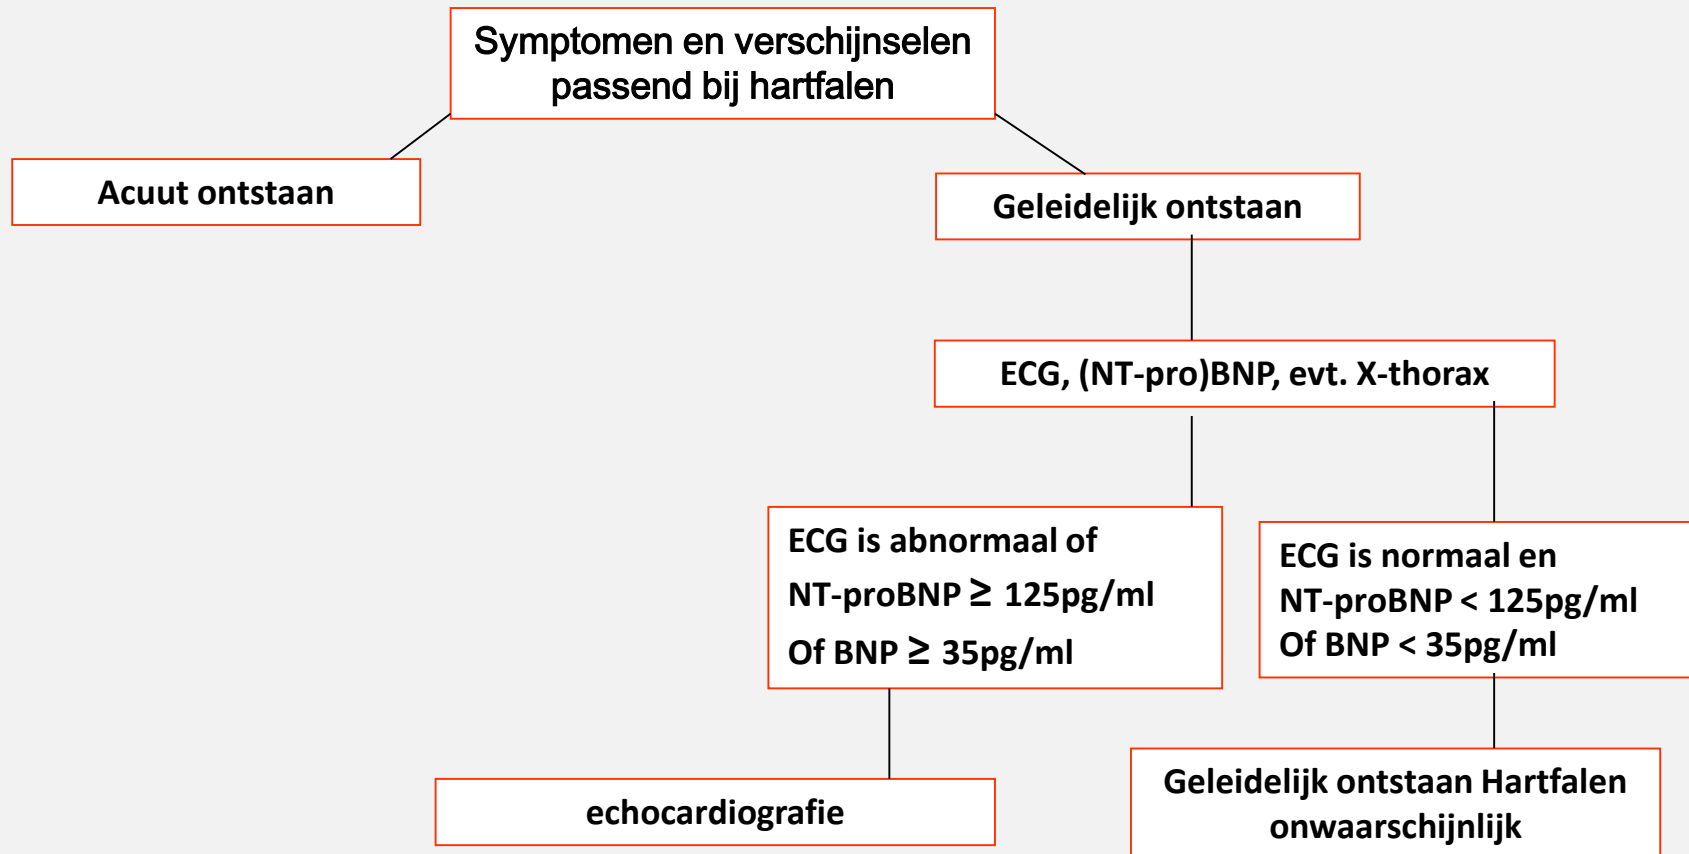 Symptomen en verschijnselen
passend bij hartfalen
Acuut ontstaan
Geleidelijk ontstaan
ECG, (NT-pro)BNP, evt. X-thorax
ECG is abnormaal of
NT-proBNP ≥ 125pg/ml
Of BNP ≥ 35pg/ml
ECG is normaal en
NT-proBNP < 125pg/ml
Of BNP < 35pg/ml
echocardiografie
Geleidelijk ontstaan Hartfalen
onwaarschijnlijk